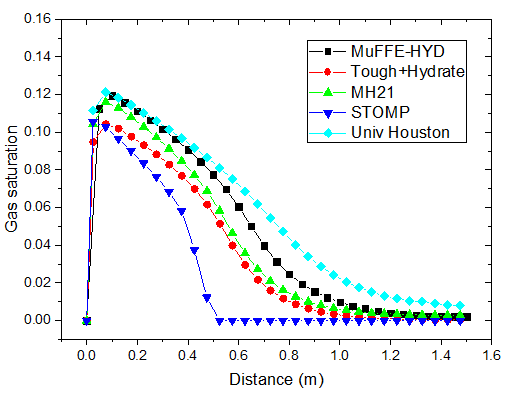 0.16
0.14
0.12
0.10
0.08
0.06
0.04
0.02
0.00
Gas saturation
MuFFE-HYD
Tough+Hydrate
MH21
STOMP
Univ Houston
0.0 0.2 0.4 0.6 0.8 1.0 1.2 1.4 1.6
Distance (m)